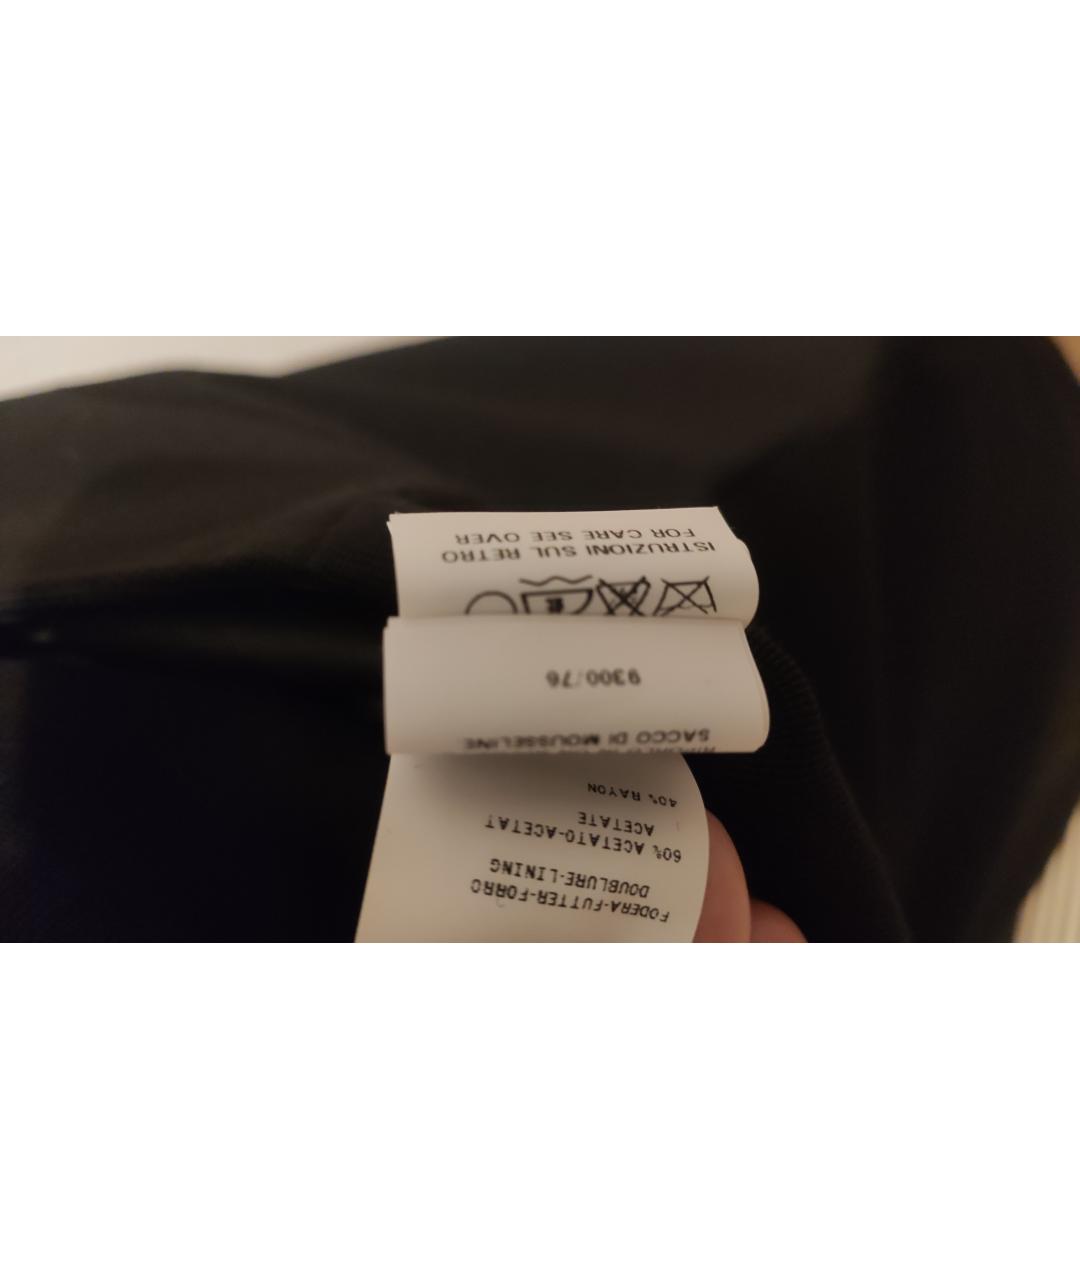 FODERA-FUTTER-FORRO
DOUBLURE-LINING
60% ACETATO-ACETAT
ACETATE
40% RAYON
SACCO DI MOUSSELINE
9300/76
ISTRUZIONI SUL RETRO
FOR CARE SEE OVER